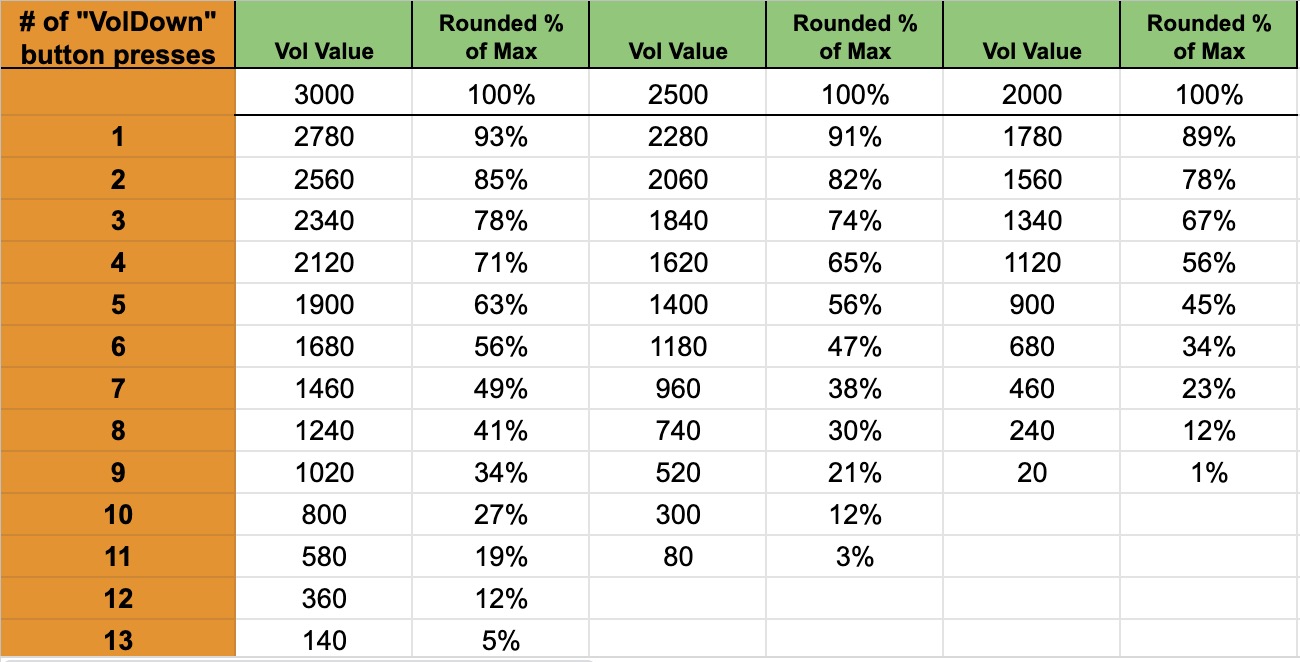 # of "VolDown" button presses Vol Value Rounded % of Max Vol Value Rounded % of Max Vol Value Rounded % of Max
3000 100% 2500 100% 2000 100%
1 2780 93% 2280 91% 1780 89%
2 2560 85% 2060 82% 1560 78%
3 2340 78% 1840 74% 1340 67%
4 2120 71% 1620 65% 1120 56%
5 1900 63% 1400 56% 900 45%
6 1680 56% 1180 47% 680 34%
7 1460 49% 960 38% 460 23%
8 1240 41% 740 30% 240 12%
9 1020 34% 520 21% 20 1%
10 800 27% 300 12%
11 580 19% 80 3%
12 360 12%
13 140 5%